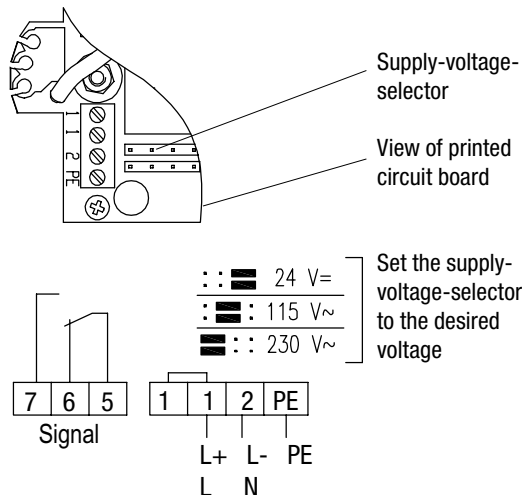 Supply-voltage-
selector
View of printed
circuit board
1
1
2
PE
24 V=
115 V~
230 V~
Set the supply-
voltage-selector
to the desired
voltage
7 6 5
Signal
1 1 2 PE
L+ L- PE
L N